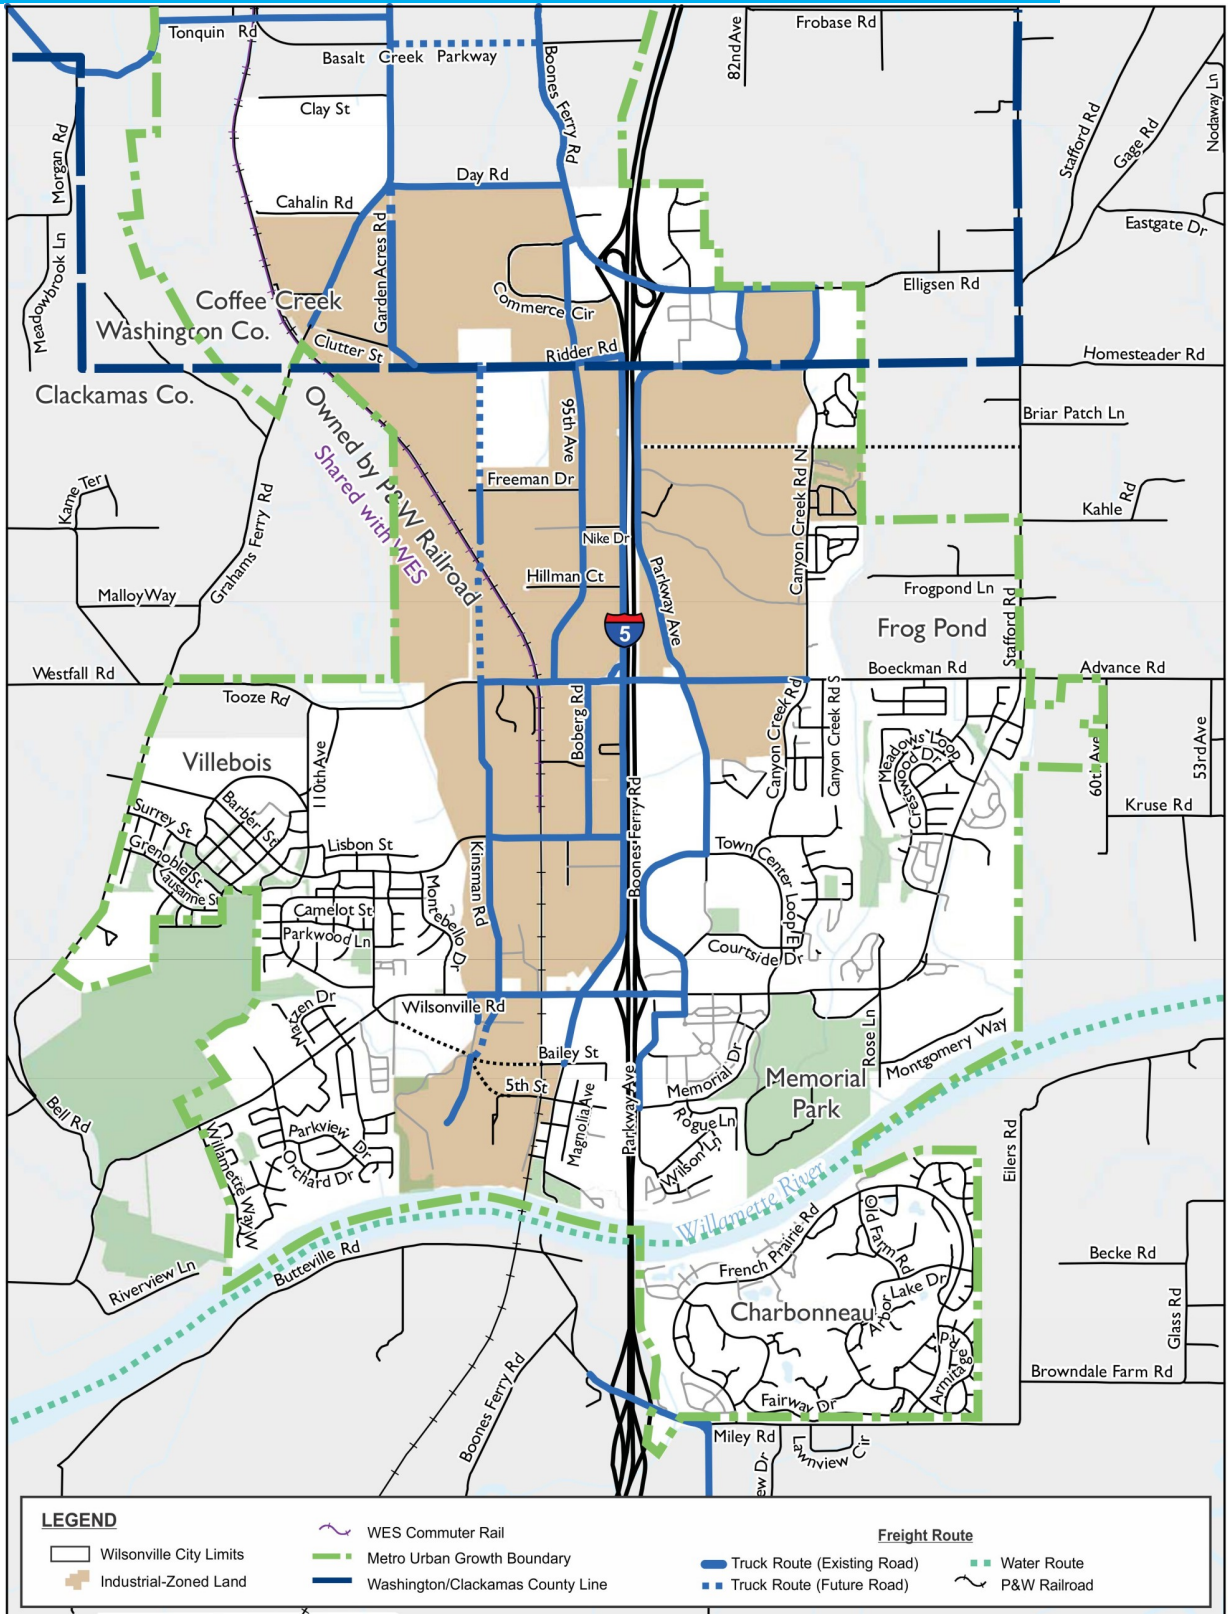 Tonquin Rd
Frobase Rd
82nd Ave
Basalt Creek Parkway
Boones Ferry Rd
Nodaway Ln
Clay St
Stafford Rd
Gage Rd
Morgan Rd
Day Rd
Cahalin Rd
Eastgate Dr
Garden Acres Rd
Meadowbrook Ln
Elligsen Rd
Coffee Creek
Commerce Cir
Washington Co.
Clutter St
Ridder Rd
Homesteader Rd
Clackamas Co.
Briar Patch Ln
95th Ave
Owned by P&W Railroad
Shared with WES
Canyon Creek Rd N
Freeman Dr
Kame Ter
Kahle Rd
Grahams Ferry Rd
Nike Dr
Hillman Ct
Parkway Ave
Malloy Way
Frogpond Ln
5
Stafford Rd
Frog Pond
Westfall Rd
Boeckman Rd
Advance Rd
Tooze Rd
Boberg Rd
Canyon Creek Rd
Canyon Creek Rd S
53rd Ave
Villebois
110th Ave
Meadows Loop
Crestwood Dr
60th Ave
Boones Ferry Rd
Surrey St
Barber St
Kruse Rd
Grenoble St
Lisbon St
Kinsman Rd
Town Center Loop E
Lausanne St
Montebello Dr
Camelot St
Parkwood Ln
Courtside Dr
Wilsonville Rd
Rose Ln
Montgomery Way
Bailey St
Memorial Dr
Memorial
Park
5th St
Magnolia Ave
Parkway Ave
Bell Rd
Parkview Dr
Rogue Ln
Wilson Ln
Orchard Dr
Willamette Way W
Eilers Rd
Willamette River
Old Farm Rd
French Prairie Rd
Butteville Rd
Riverview Ln
Becke Rd
Lake Dr
Arbor
Charbonneau
Glass Rd
Armitage Rd
Browndale Farm Rd
Boones Ferry Rd
Fairway Dr
Miley Rd
Lawnview Cir
ew Dr
LEGEND
Wilsonville City Limits
Industrial-Zoned Land
WES Commuter Rail
Metro Urban Growth Boundary
Washington/Clackamas County Line
Freight Route
Truck Route (Existing Road)
Truck Route (Future Road)
Water Route
P&W Railroad